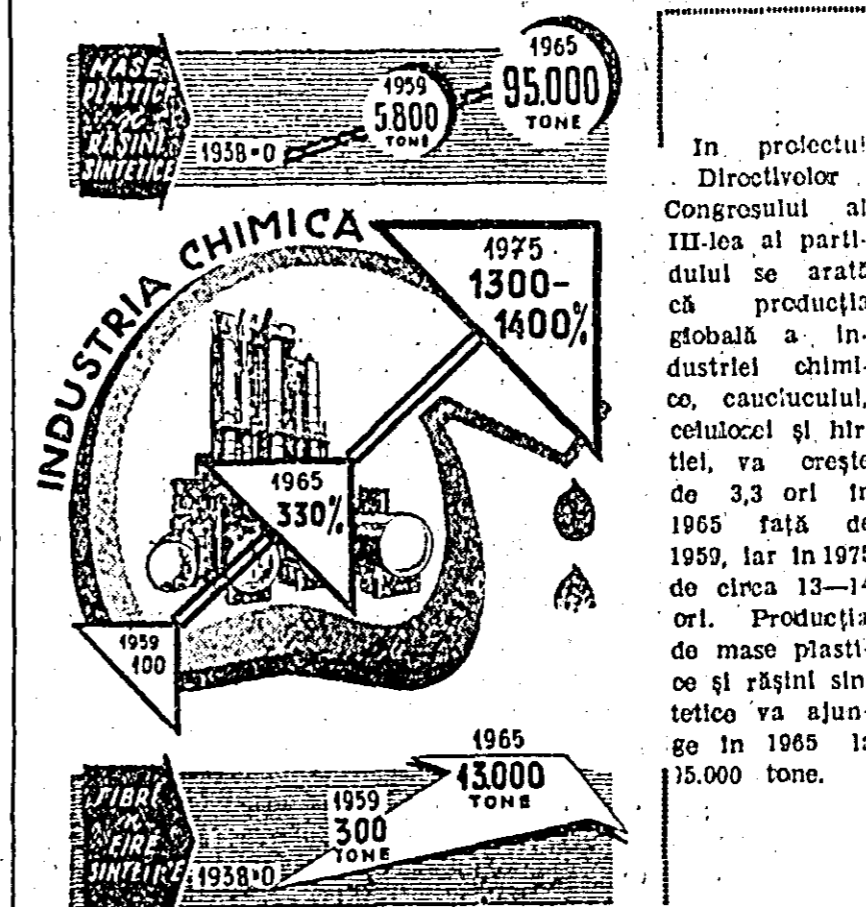 MASE
PLASTICE
și
RĂȘINI
SINTETICE
1938=0
1959
5.800
TONE
1965
95.000
TONE
INDUSTRIA CHIMICĂ
1975
1300-
1400%
1965
330%
1959
100
FIBRE
și
FIRE
SINTETICE
1938=0
1959
300
TONE
1965
13.000
TONE
In proiectul
Directivelor
Congresului al
III-lea al parti-
dului se arată
că producția
globală a in-
dustriei chimi-
ce, cauciucului,
celulozei și hîr
tiei, va crește
de 3,3 ori în
1965 față de
1959, iar în 1975
de circa 13—14
ori. Producția
de mase plasti-
ce și rășini sin
tetice va ajun-
ge în 1965 la
95.000 tone.